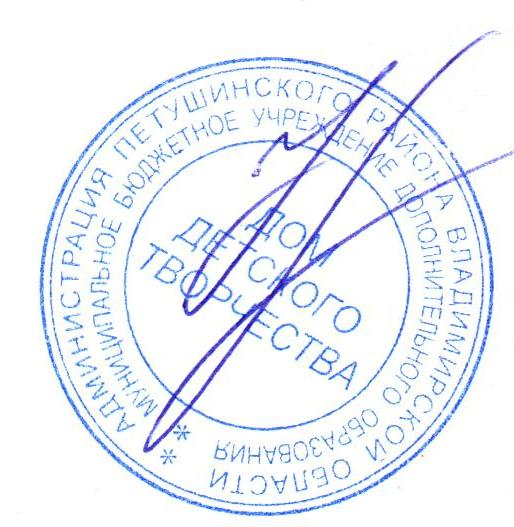 АДМИНИСТРАЦИЯ ПЕТУШИНСКОГО РАЙОНА ВЛАДИМИРСКОЙ ОБЛАСТИ *
МУНИЦИПАЛЬНОЕ БЮДЖЕТНОЕ УЧРЕЖДЕНИЕ ДОПОЛНИТЕЛЬНОГО ОБРАЗОВАНИЯ *
ДОМ
ДЕТСКОГО
ТВОРЧЕСТВА